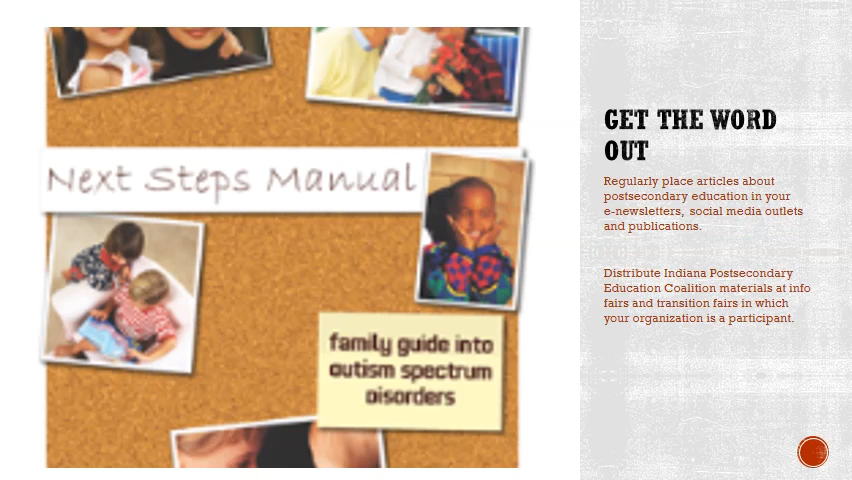 Next Steps Manual
family guide into
autism spectrum
disorders
GET THE WORD
OUT
Regularly place articles about
postsecondary education in your
e-newsletters, social media outlets
and publications.
Distribute Indiana Postsecondary
Education Coalition materials at info
fairs and transition fairs in which
your organization is a participant.